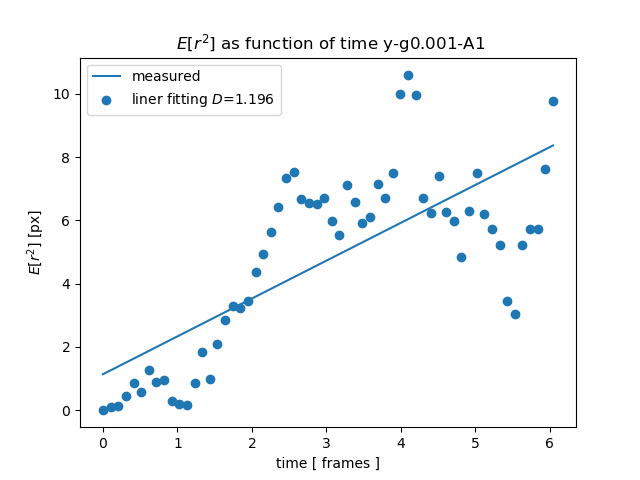 E[r²] as function of time y-g0.001-A1
measured
liner fitting D=1.196
E[r²] [px]
10
8
6
4
2
0
0 1 2 3 4 5 6
time [ frames ]